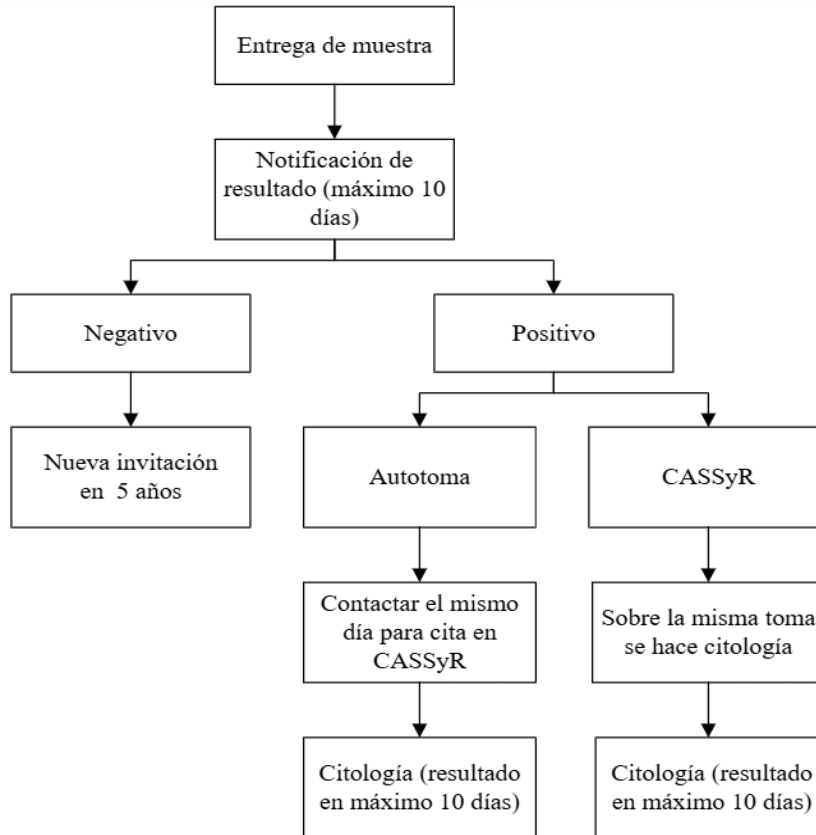 Entrega de muestra
Notificación de
resultado (máximo 10
días)
Negativo
Positivo
Nueva invitación
en 5 años
Autotoma
CASSyR
Contactar el mismo
día para cita en
CASSyR
Sobre la misma toma
se hace citología
Citología (resultado
en máximo 10 días)
Citología (resultado
en máximo 10 días)